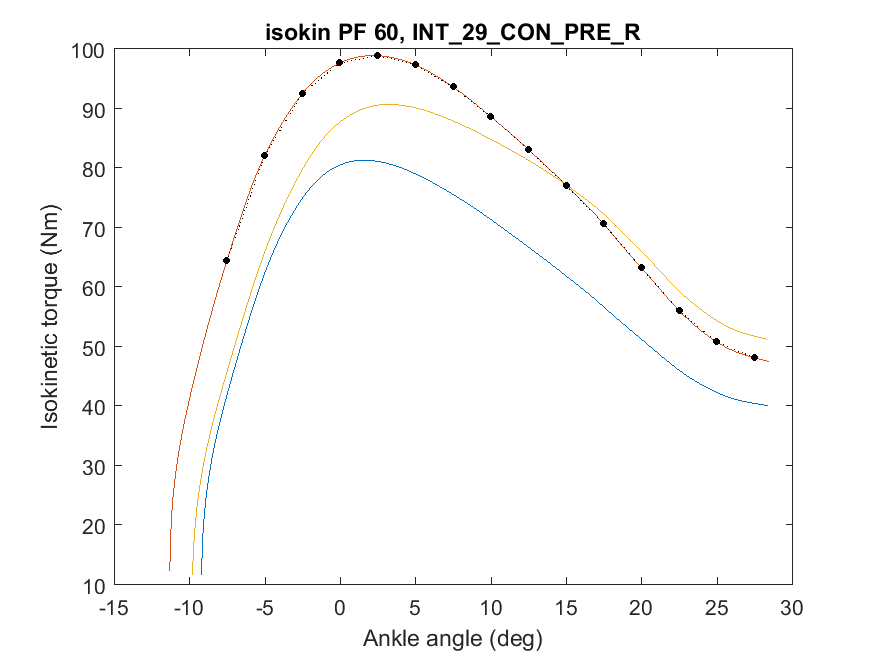 isokin PF 60, INT_29_CON_PRE_R
100
90
80
70
60
50
40
30
20
10
Isokinetic torque (Nm)
-15 -10 -5 0 5 10 15 20 25 30
Ankle angle (deg)